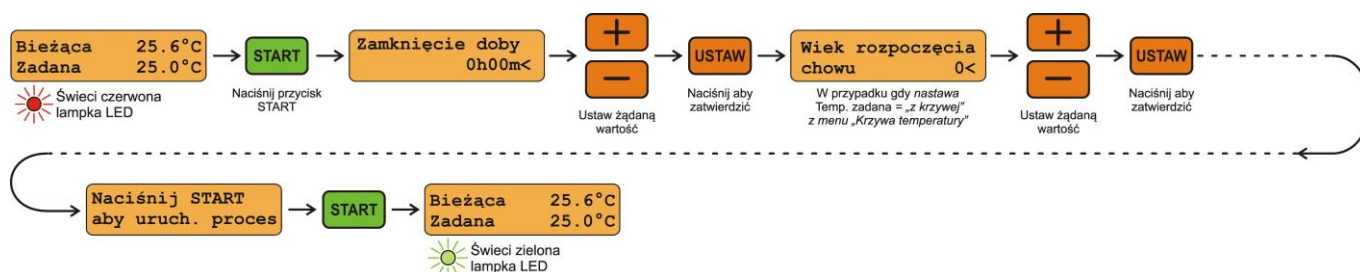 Bieżąca 25.6°C
Zadana 25.0°C
Świeci czerwona
lampka LED
START
Naciśnij przycisk
START
Zamknięcie doby
0h00m<
+
−
Ustaw żądaną
wartość
USTAW
Naciśnij aby
zatwierdzić
Wiek rozpoczęcia
chowu 0<
W przypadku gdy nastawa
Temp. zadana = „z krzywej”
z menu „Krzywa temperatury”
+
−
Ustaw żądaną
wartość
USTAW
Naciśnij aby
zatwierdzić
Naciśnij START
aby uruch. proces
START
Bieżąca 25.6°C
Zadana 25.0°C
Świeci zielona
lampka LED